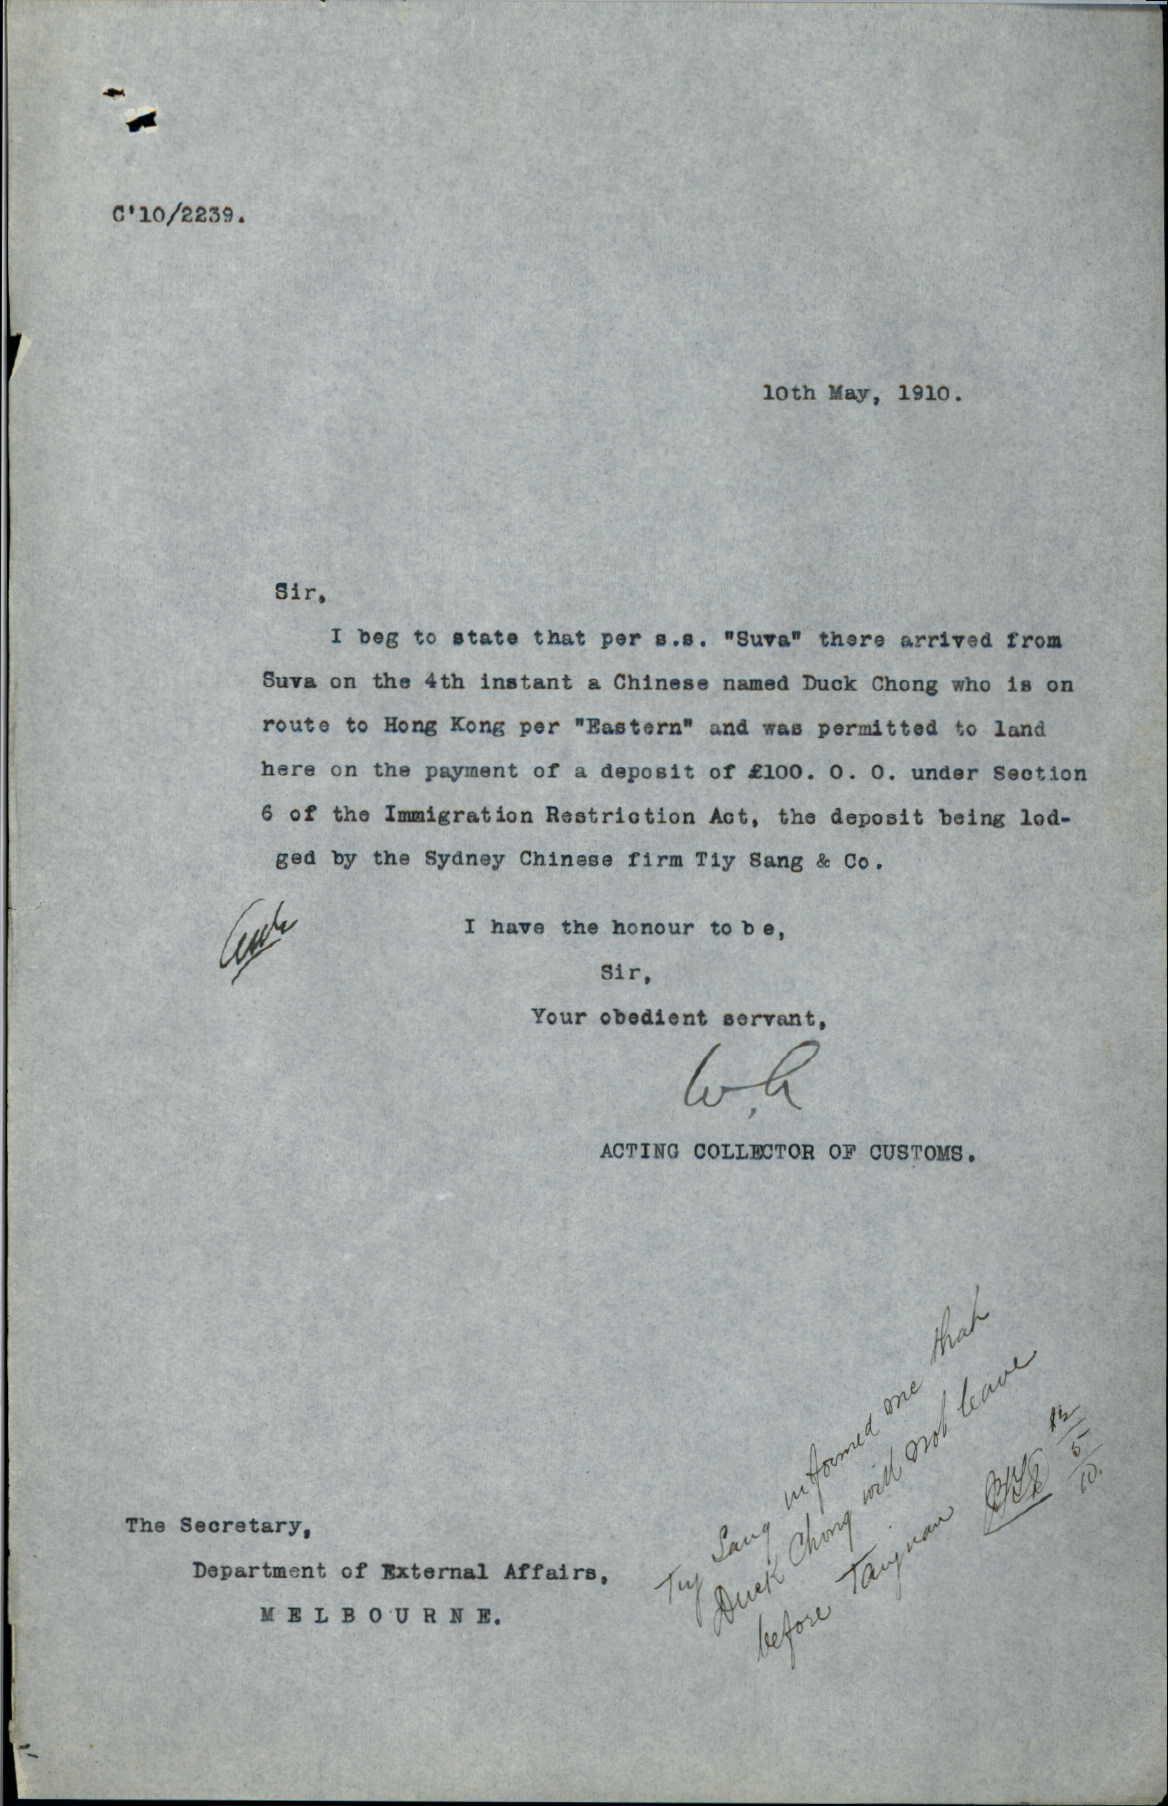 C'10/2239.
10th May, 1910.
Sir,
I beg to state that per s.s. "Suva" there arrived from
Suva on the 4th instant a Chinese named Duck Chong who is on
route to Hong Kong per "Eastern" and was permitted to land
here on the payment of a deposit of £100. 0. 0. under Section
6 of the Immigration Restriction Act, the deposit being lod-
ged by the Sydney Chinese firm Tiy Sang & Co.
I have the honour to be,
Sir,
Your obedient servant,
ACTING COLLECTOR OF CUSTOMS.
Tiy Sang informed me that
Duck Chong will not leave
before Taiyuan
12/5/10.
The Secretary,
Department of External Affairs,
MELBOURNE.